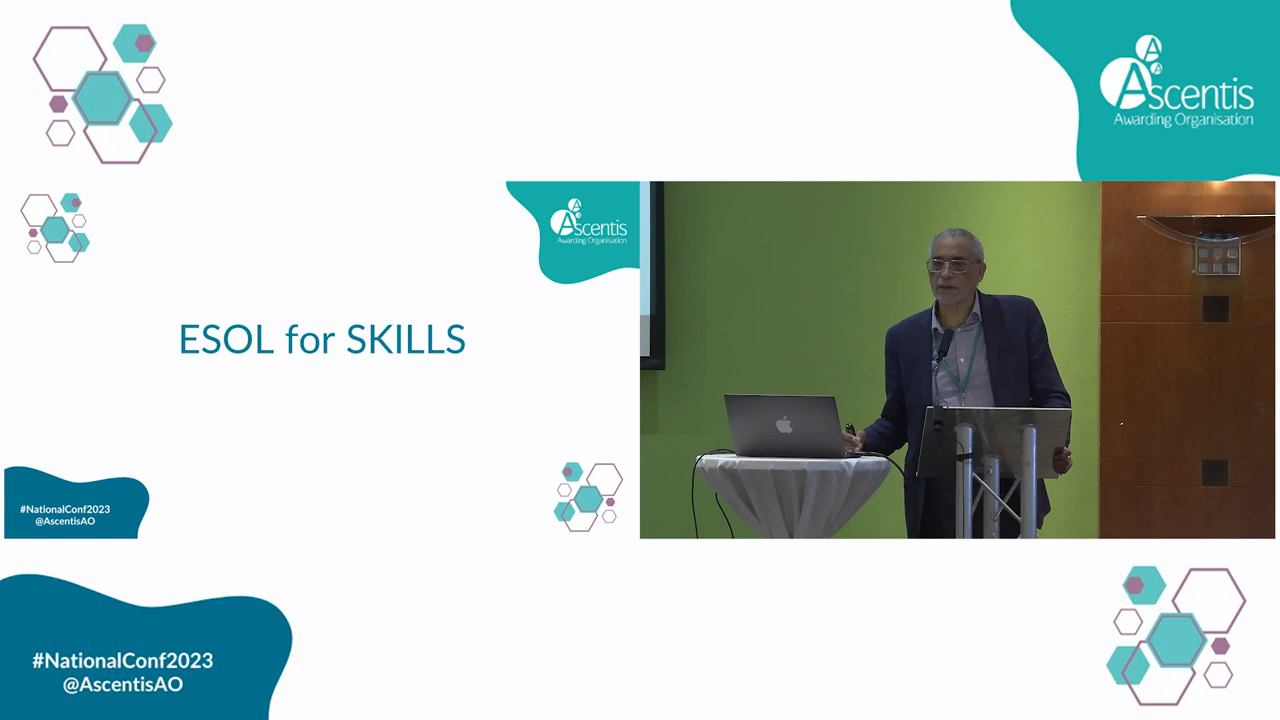 Ascentis
Awarding Organisation
Ascentis
Awarding Organisation
ESOL for SKILLS
#NationalConf2023
@AscentisAO
#NationalConf2023
@AscentisAO